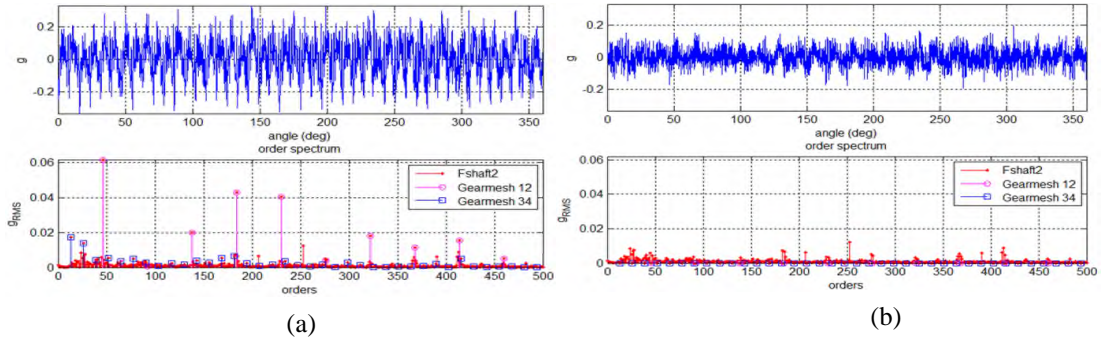 0.2
0
-0.2
g
0 50 100 150 200 250 300 350
angle (deg)
order spectrum
0.06
0.04
0.02
0
gRMS
Fshaft2
Gearmesh 12
Gearmesh 34
0 50 100 150 200 250 300 350 400 450 500
orders
(a)
0.2
0
-0.2
g
0 50 100 150 200 250 300 350
angle (deg)
order spectrum
0.06
0.04
0.02
0
gRMS
Fshaft2
Gearmesh 12
Gearmesh 34
0 50 100 150 200 250 300 350 400 450 500
orders
(b)